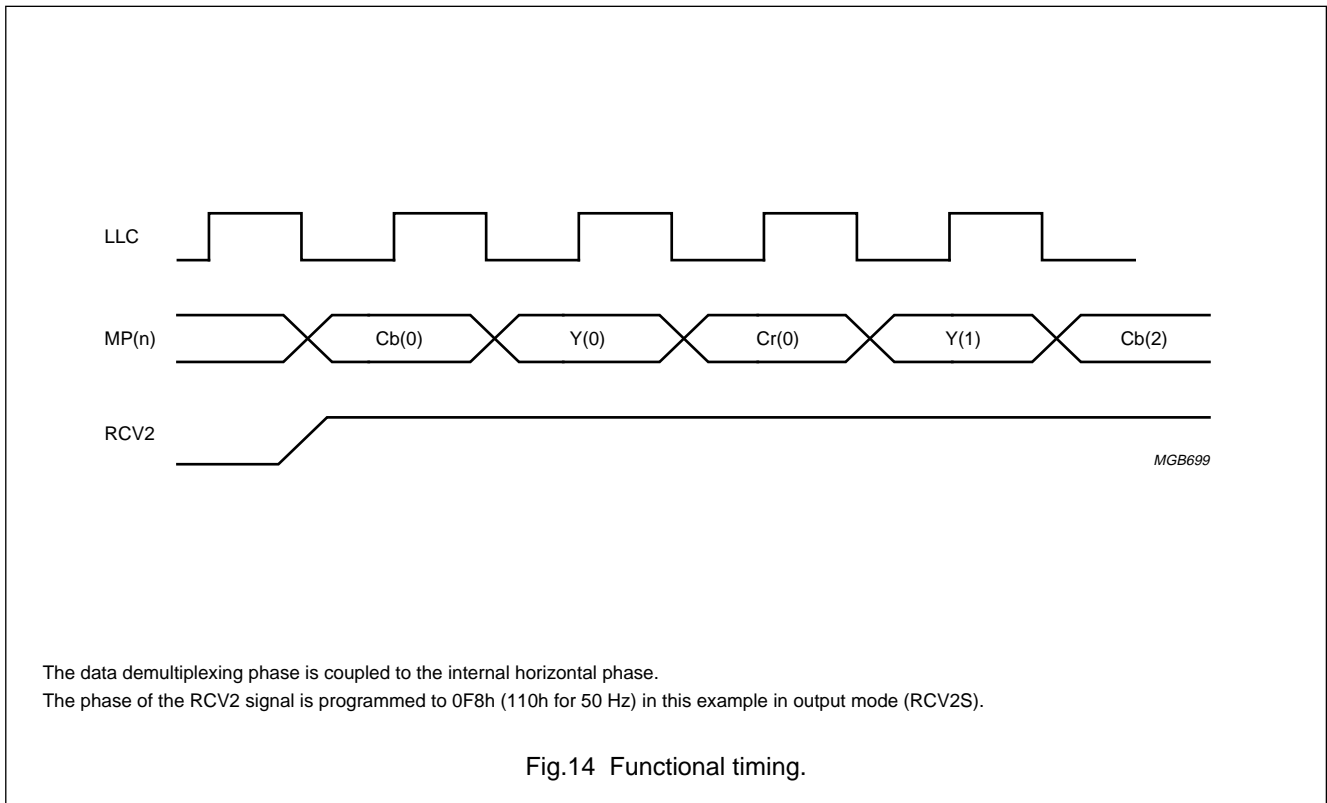 LLC
MP(n) Cb(0) Y(0) Cr(0) Y(1) Cb(2)
RCV2
MGB699
The data demultiplexing phase is coupled to the internal horizontal phase.
The phase of the RCV2 signal is programmed to 0F8h (110h for 50 Hz) in this example in output mode (RCV2S).
Fig.14 Functional timing.